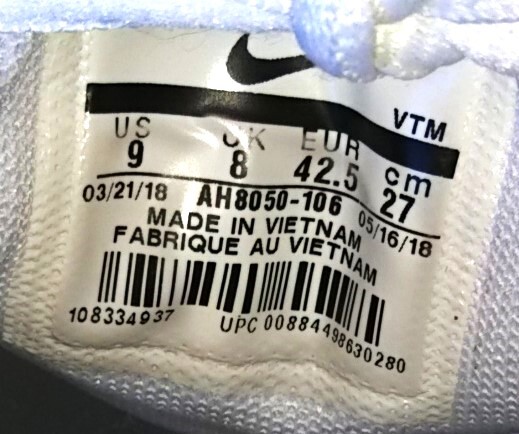 VTM
US UK EUR cm
9 8 42.5 27
03/21/18 AH8050-106 05/16/18
MADE IN VIETNAM
FABRIQUE AU VIETNAM
108334937 UPC 00884498630280